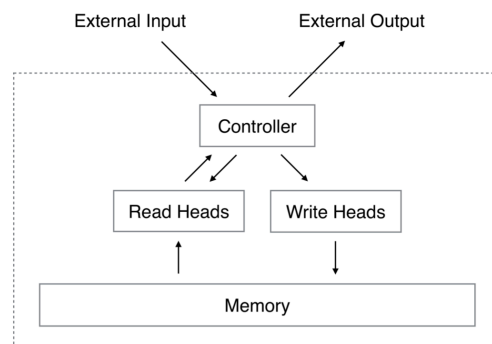 External Input
External Output
Controller
Read Heads
Write Heads
Memory